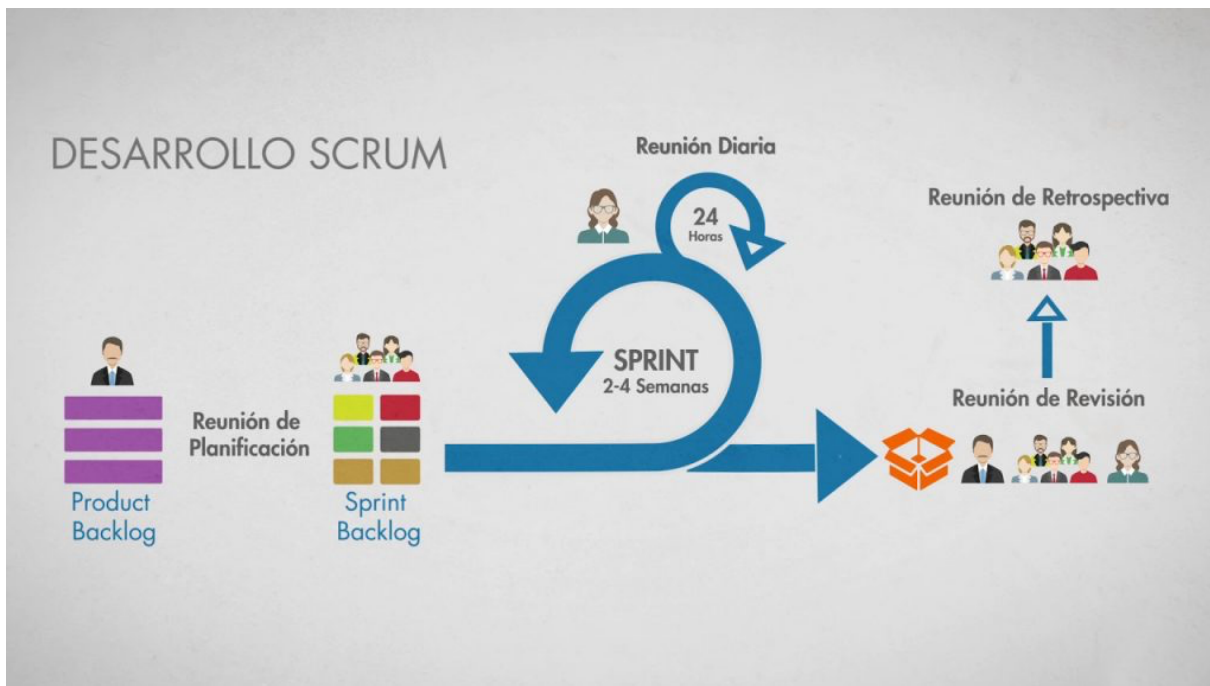 DESARROLLO SCRUM
Reunión Diaria
24
Horas
Reunión de Retrospectiva
SPRINT
2-4 Semanas
Reunión de Revisión
Reunión de
Planificación
Product
Backlog
Sprint
Backlog